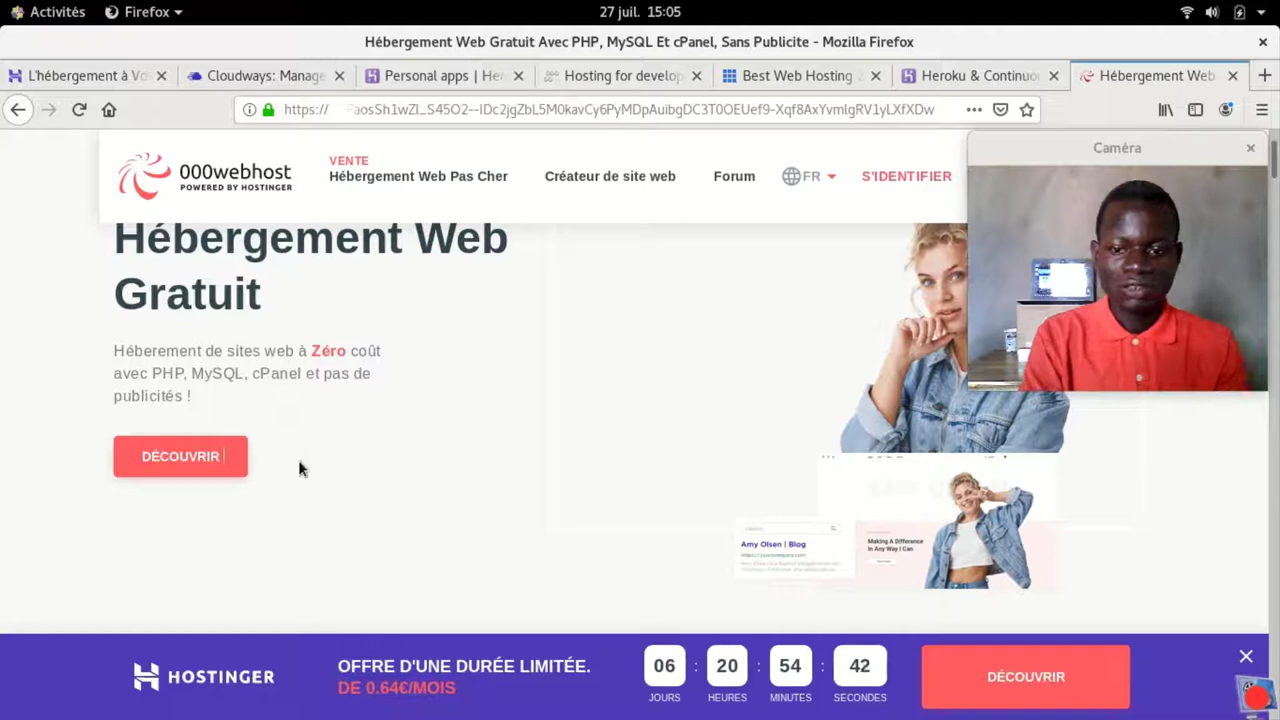 Activités
Firefox
27 juil. 15:05
Hébergement Web Gratuit Avec PHP, MySQL Et cPanel, Sans Publicite - Mozilla Firefox
L'hébergement à Vo
Cloudways: Manage
Personal apps | Her
Hosting for develop
Best Web Hosting 2
Heroku & Continuo
Hébergement Web
https://
aosSh1wZl_S45O2--IDc2jgZbL5M0kavCy6PyMDpAuibgDC3T0OEUef9-Xqf8AxYvmlgRV1yLXfXDw
Caméra
000webhost
POWERED BY HOSTINGER
VENTE
Hébergement Web Pas Cher
Créateur de site web
Forum
FR
S'IDENTIFIER
Hébergement Web
Gratuit
Héberement de sites web à Zéro coût
avec PHP, MySQL, cPanel et pas de
publicités !
DÉCOUVRIR
Amy Olsen | Blog
Making A Difference
In Any Way I Can
HOSTINGER
OFFRE D'UNE DURÉE LIMITÉE.
DE 0.64€/MOIS
06 : 20 : 54 : 42
JOURS HEURES MINUTES SECONDES
DÉCOUVRIR